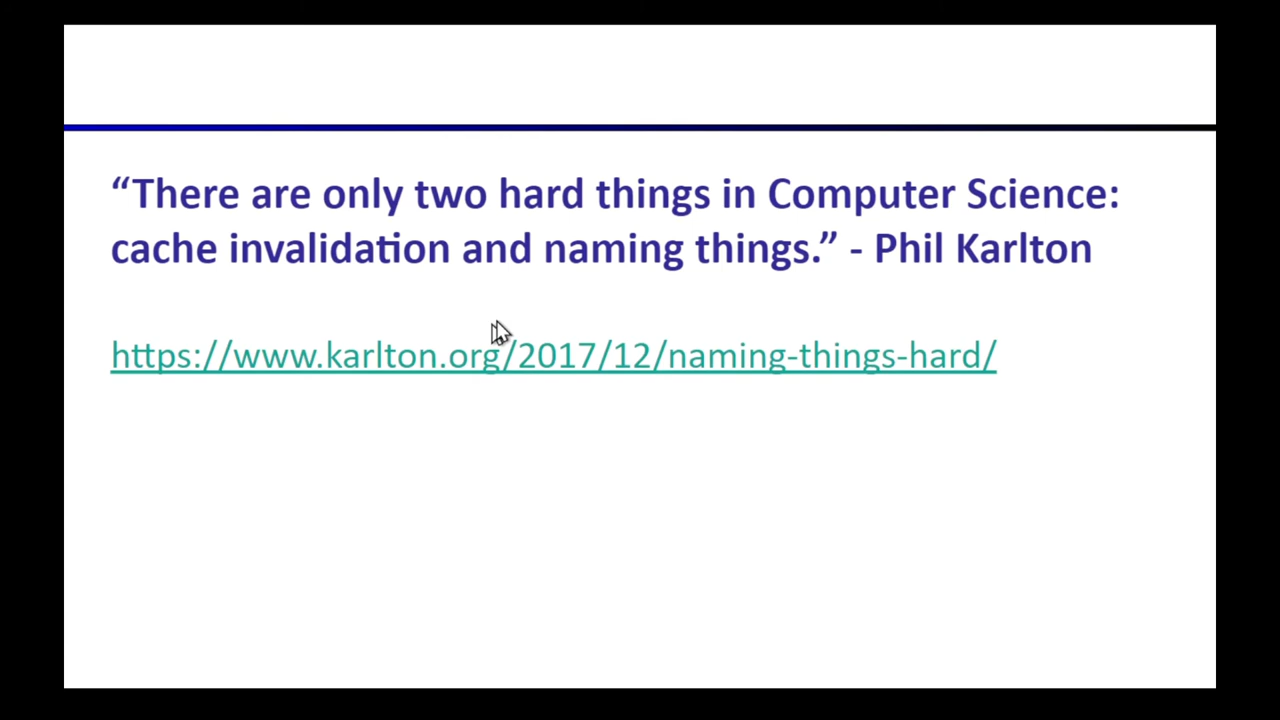 “There are only two hard things in Computer Science:
cache invalidation and naming things.” - Phil Karlton
https://www.karlton.org/2017/12/naming-things-hard/